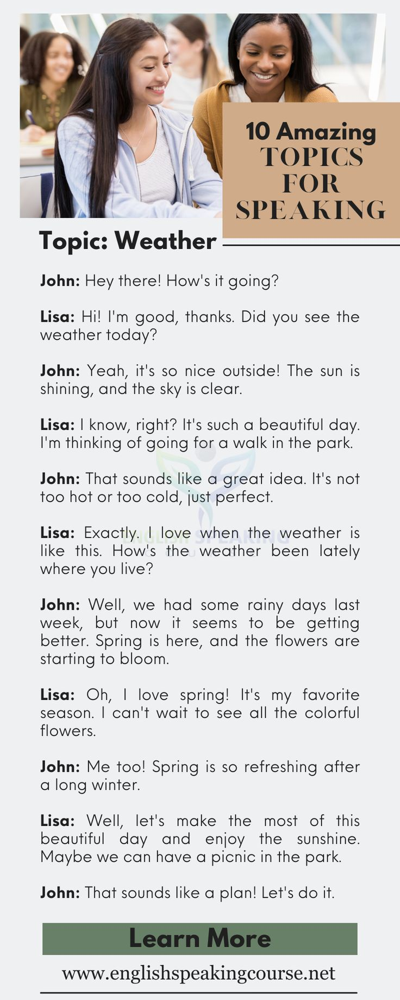 10 Amazing
TOPICS
FOR
SPEAKING
Topic: Weather
John: Hey there! How's it going?
Lisa: Hi! I'm good, thanks. Did you see the
weather today?
John: Yeah, it's so nice outside! The sun is
shining, and the sky is clear.
Lisa: I know, right? It's such a beautiful day.
I'm thinking of going for a walk in the park.
John: That sounds like a great idea. It's not
too hot or too cold, just perfect.
Lisa: Exactly. I love when the weather is
like this. How's the weather been lately
where you live?
ENGLISH SPEAKING
COURSE
John: Well, we had some rainy days last
week, but now it seems to be getting
better. Spring is here, and the flowers are
starting to bloom.
Lisa: Oh, I love spring! It's my favorite
season. I can't wait to see all the colorful
flowers.
John: Me too! Spring is so refreshing after
a long winter.
Lisa: Well, let's make the most of this
beautiful day and enjoy the sunshine.
Maybe we can have a picnic in the park.
John: That sounds like a plan! Let's do it.
Learn More
www.englishspeakingcourse.net